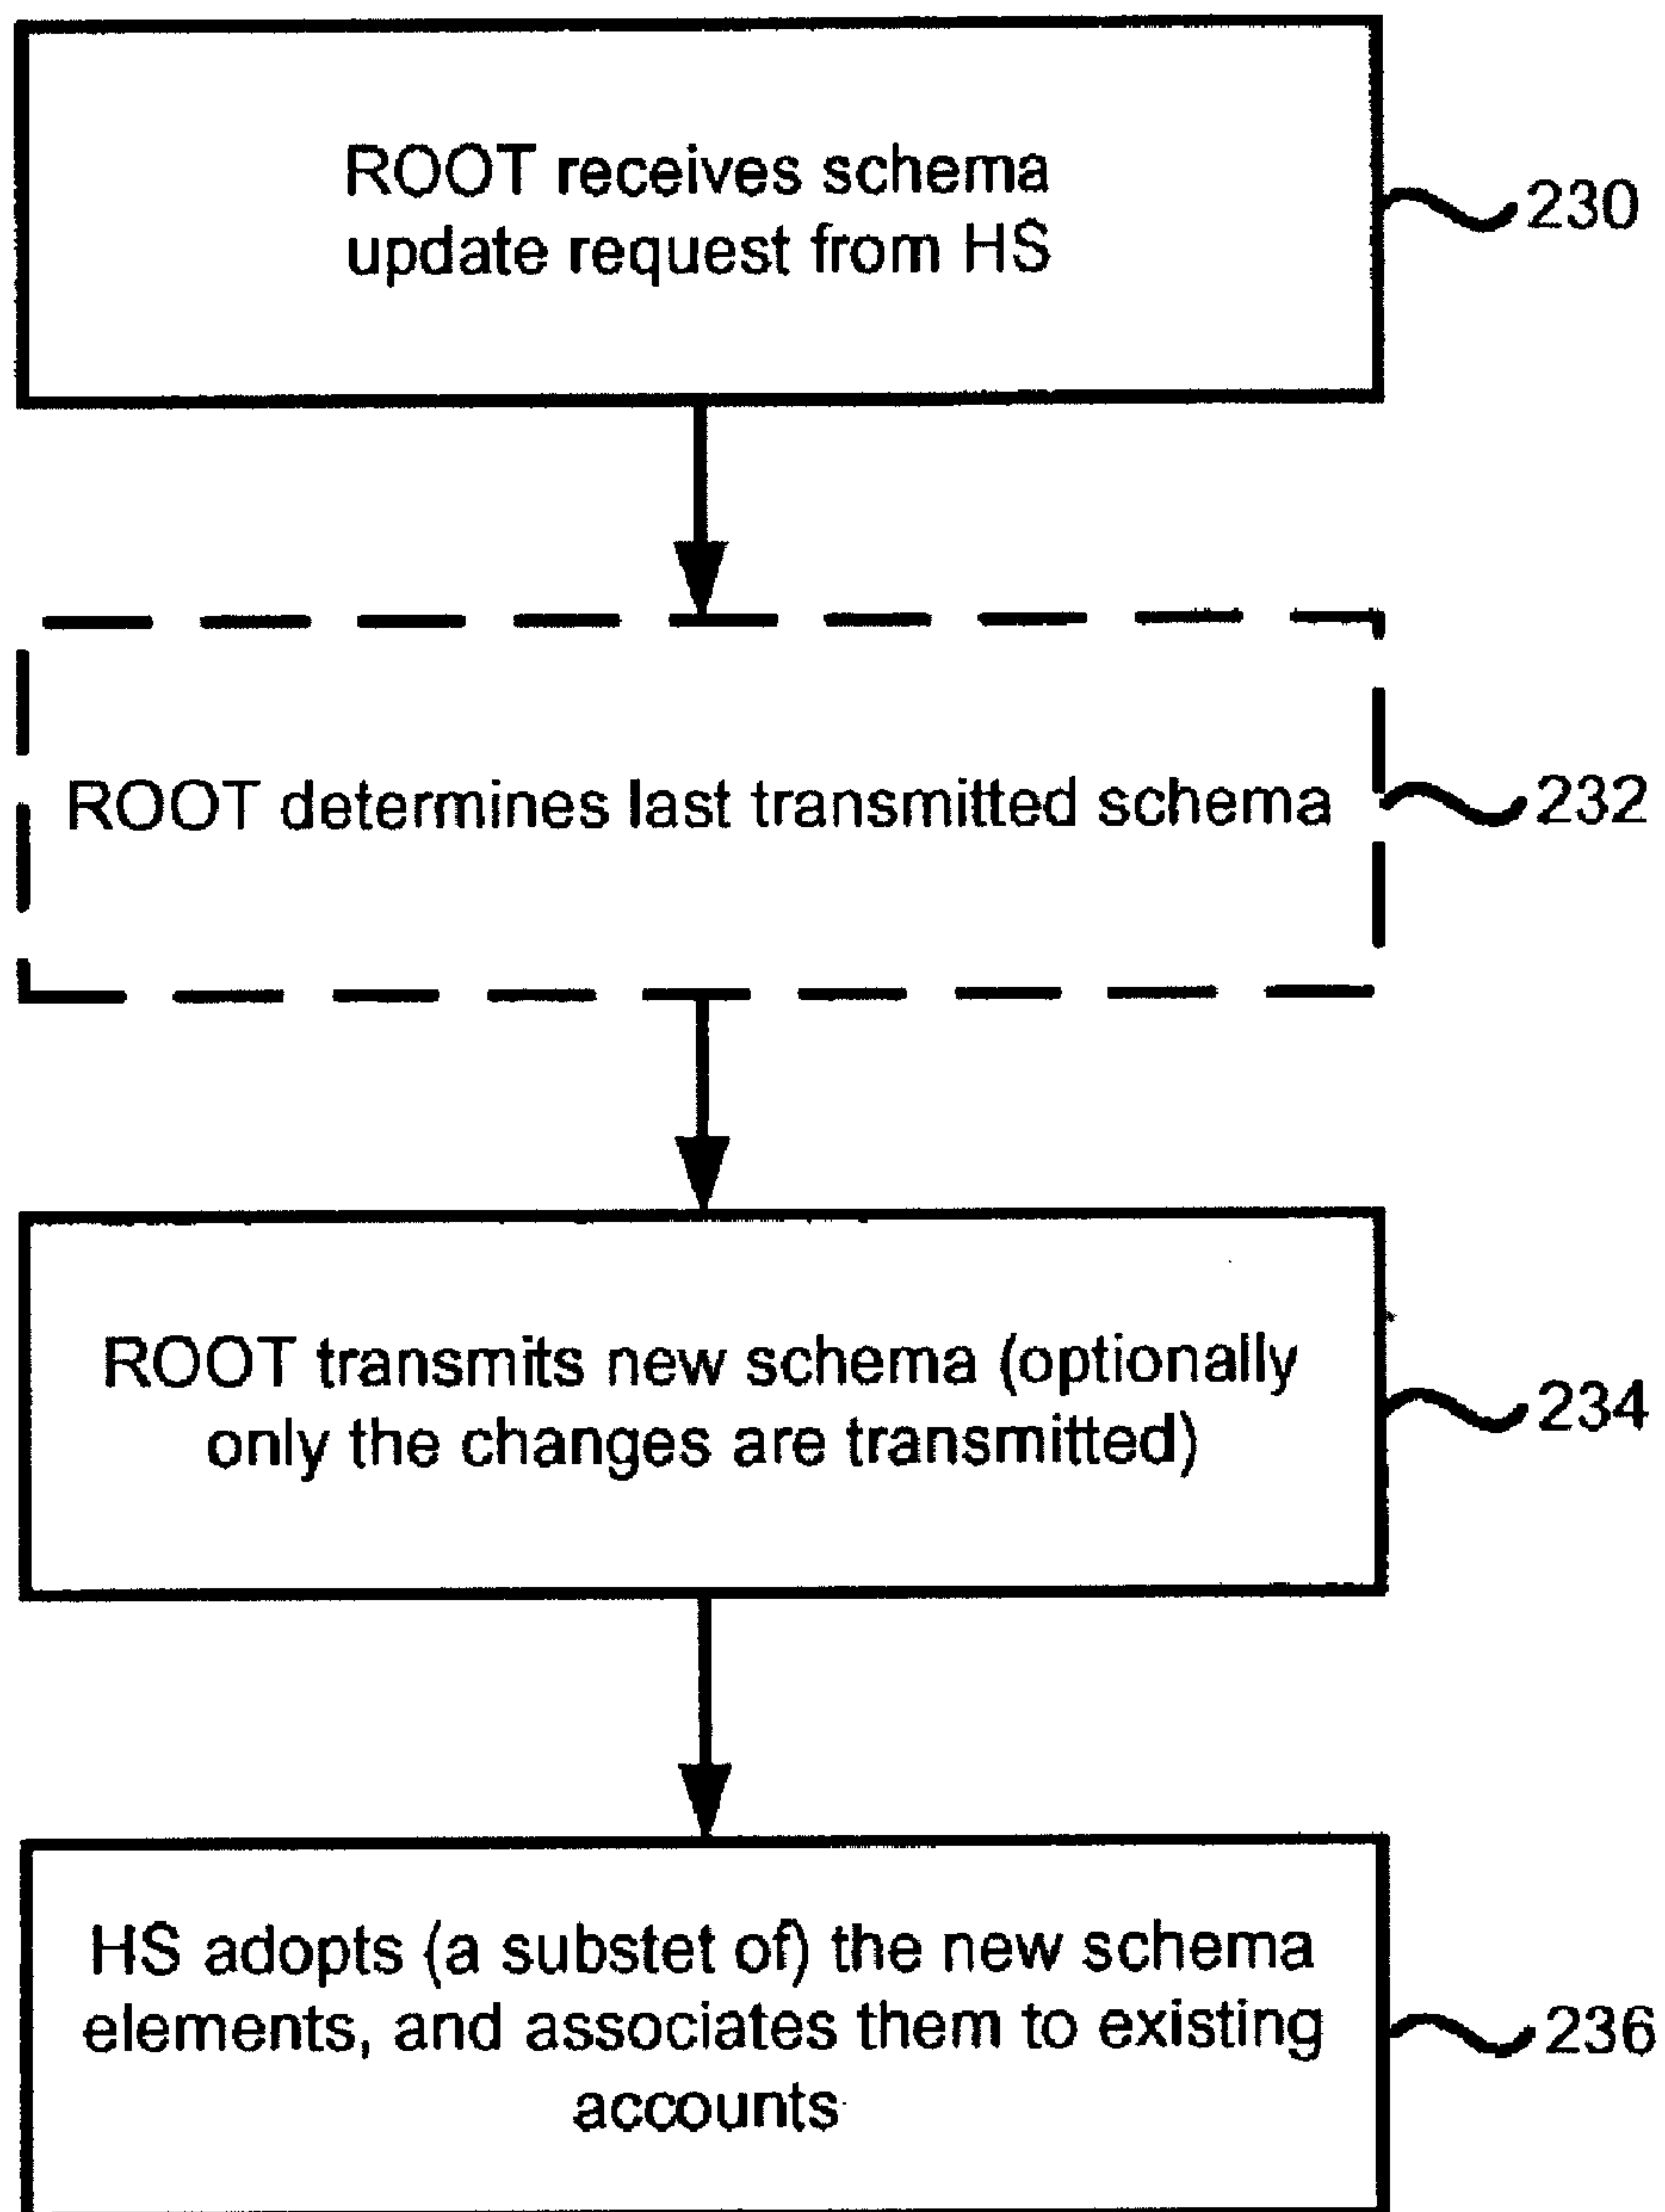 ROOT receives schema
update request from HS
230
ROOT determines last transmitted schema
232
ROOT transmits new schema (optionally
only the changes are transmitted)
234
HS adopts (a substet of) the new schema
elements, and associates them to existing
accounts
236